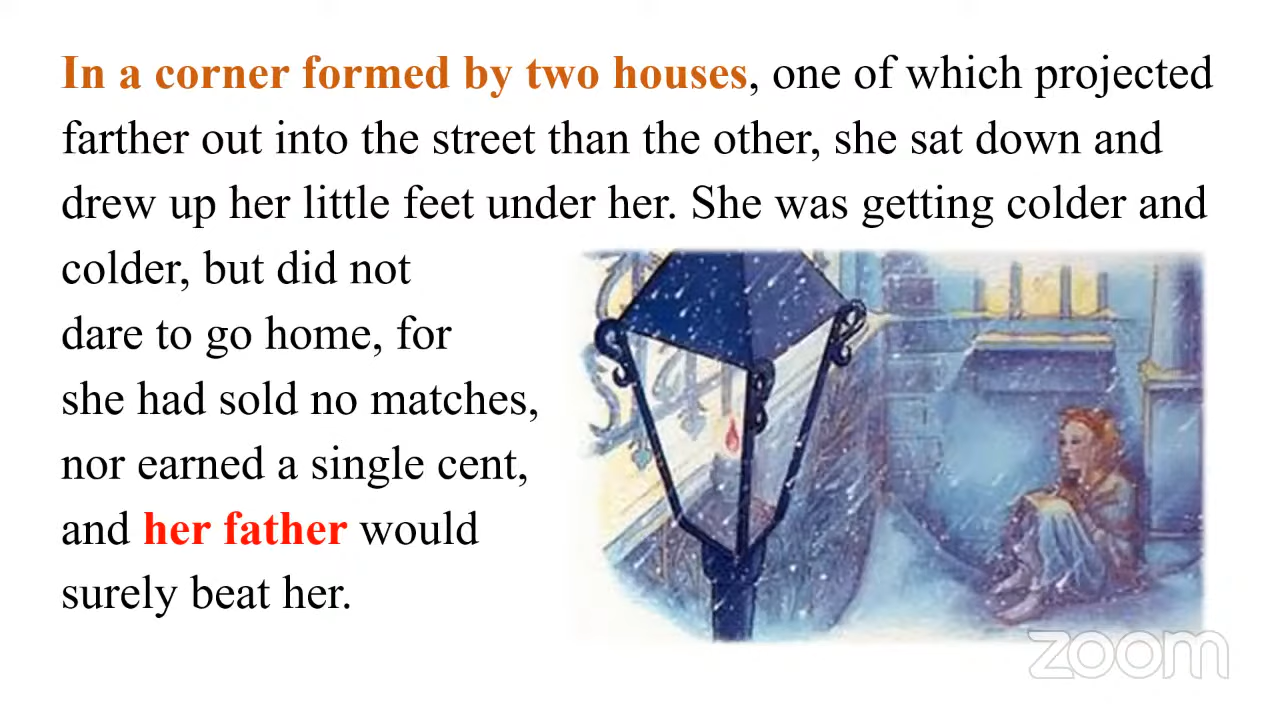 In a corner formed by two houses, one of which projected
farther out into the street than the other, she sat down and
drew up her little feet under her. She was getting colder and
colder, but did not
dare to go home, for
she had sold no matches,
nor earned a single cent,
and her father would
surely beat her.
zoom